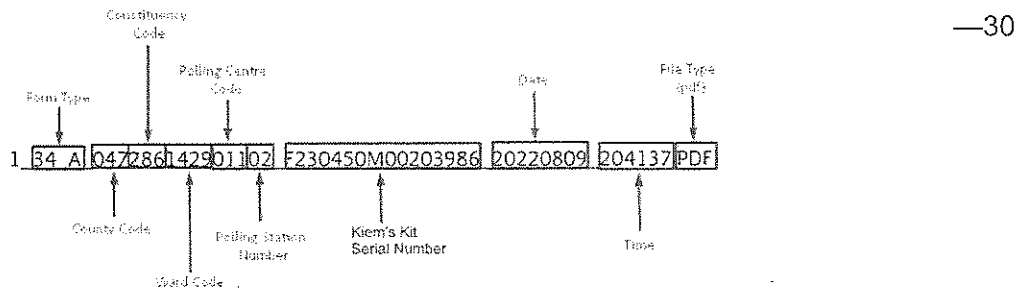 —30
Constituency
Code
Polling Centre
Code
Date
File Type
(pdf)
Form Type
1 34 A 047 286 1429 011 02 F230450M00203986 20220809 204137 PDF
County Code
Polling Station
Number
Kiem's Kit
Serial Number
Time
Ward Code